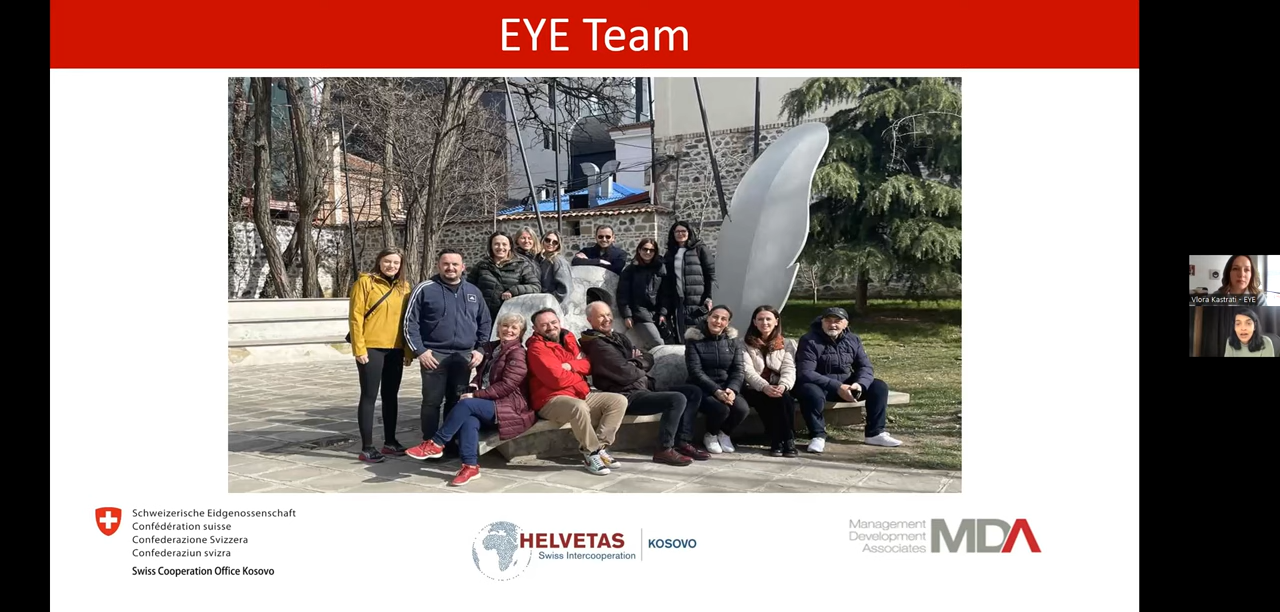 EYE Team
Vlora Kastrati - EYE
Schweizerische Eidgenossenschaft
Confédération suisse
Confederazione Svizzera
Confederaziun svizra
Swiss Cooperation Office Kosovo
HELVETAS
Swiss Intercooperation
KOSOVO
Management
Development
Associates
MDA